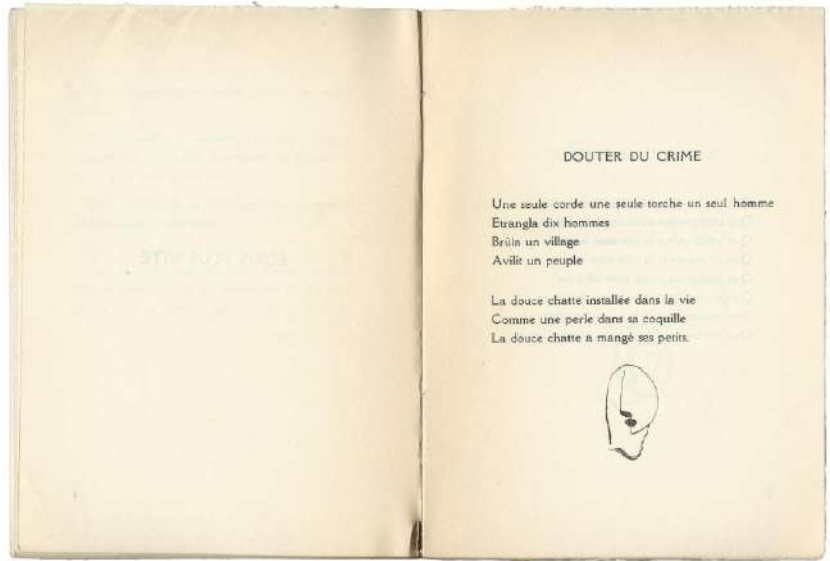 DOUTER DU CRIME
Une seule corde une seule torche un seul homme
Etrangla dix hommes
Brûla un village
Avilit un peuple
La douce chatte installée dans la vie
Comme une perle dans sa coquille
La douce chatte a mangé ses petits.